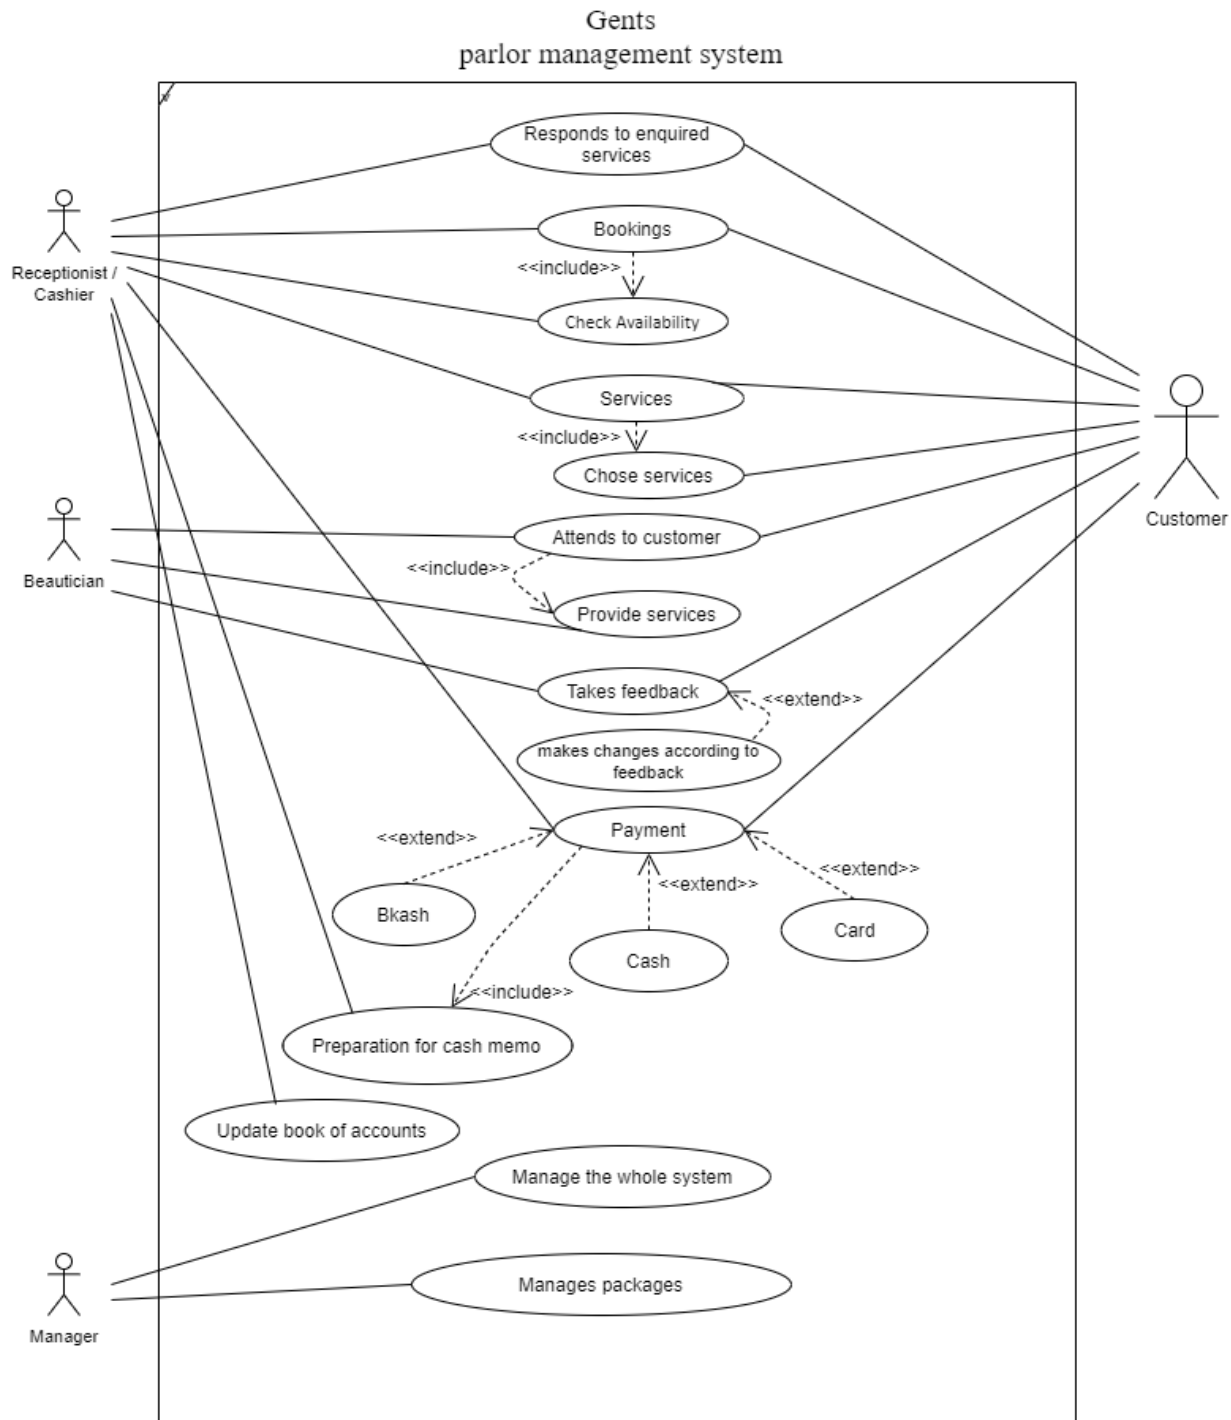 Gents
parlor management system
Responds to enquired
services
Bookings
<<include>>
Receptionist /
Cashier
Check Availability
Services
<<include>>
Chose services
Customer
Attends to customer
<<include>>
Beautician
Provide services
Takes feedback
<<extend>>
makes changes according to
feedback
Payment
<<extend>>
<<extend>>
<<extend>>
Bkash
Card
Cash
<<include>>
Preparation for cash memo
Update book of accounts
Manage the whole system
Manages packages
Manager